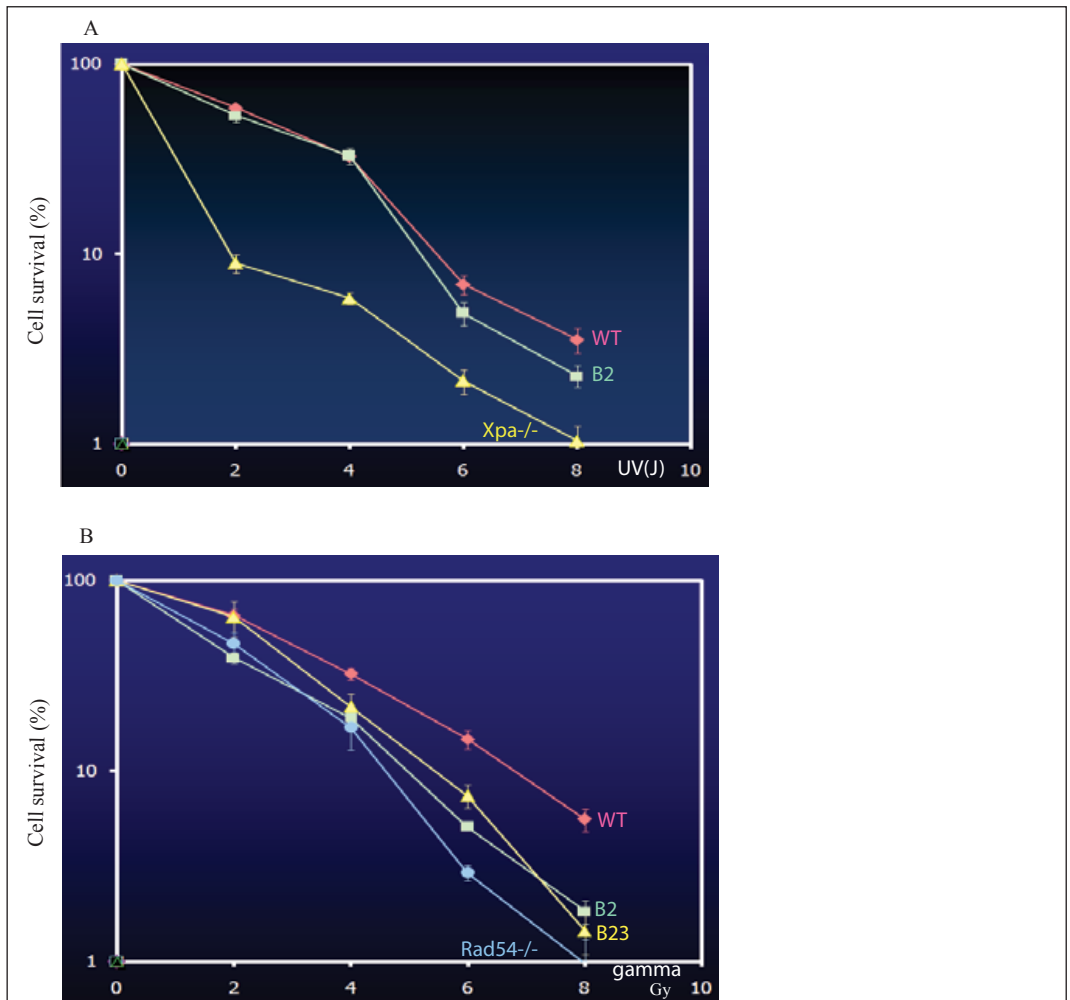 A
Cell survival (%)
100
10
1
WT
B2
Xpa-/-
0 2 4 6 8 10
UV(J)
B
Cell survival (%)
100
10
1
WT
B2
B23
Rad54-/-
gamma
0 2 4 6 8 10
Gy